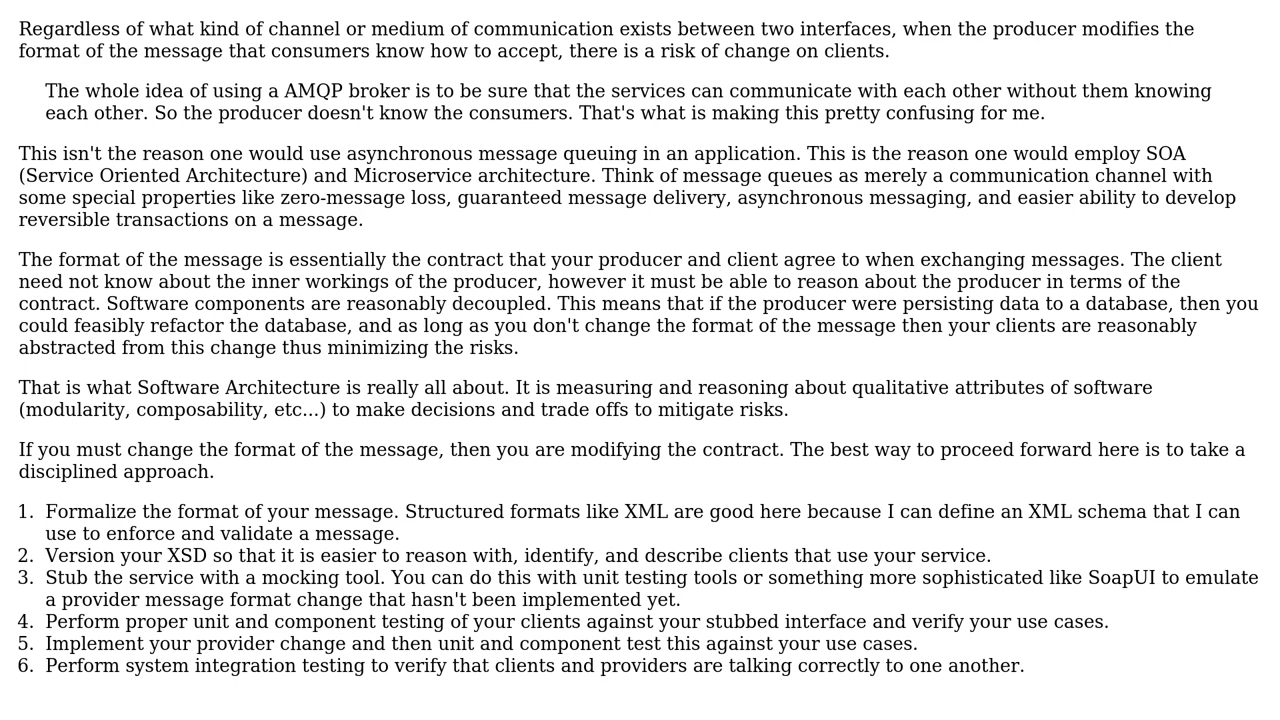 Regardless of what kind of channel or medium of communication exists between two interfaces, when the producer modifies the
format of the message that consumers know how to accept, there is a risk of change on clients.
The whole idea of using a AMQP broker is to be sure that the services can communicate with each other without them knowing
each other. So the producer doesn't know the consumers. That's what is making this pretty confusing for me.
This isn't the reason one would use asynchronous message queuing in an application. This is the reason one would employ SOA
(Service Oriented Architecture) and Microservice architecture. Think of message queues as merely a communication channel with
some special properties like zero-message loss, guaranteed message delivery, asynchronous messaging, and easier ability to develop
reversible transactions on a message.
The format of the message is essentially the contract that your producer and client agree to when exchanging messages. The client
need not know about the inner workings of the producer, however it must be able to reason about the producer in terms of the
contract. Software components are reasonably decoupled. This means that if the producer were persisting data to a database, then you
could feasibly refactor the database, and as long as you don't change the format of the message then your clients are reasonably
abstracted from this change thus minimizing the risks.
That is what Software Architecture is really all about. It is measuring and reasoning about qualitative attributes of software
(modularity, composability, etc...) to make decisions and trade offs to mitigate risks.
If you must change the format of the message, then you are modifying the contract. The best way to proceed forward here is to take a
disciplined approach.
1. Formalize the format of your message. Structured formats like XML are good here because I can define an XML schema that I can
use to enforce and validate a message.
2. Version your XSD so that it is easier to reason with, identify, and describe clients that use your service.
3. Stub the service with a mocking tool. You can do this with unit testing tools or something more sophisticated like SoapUI to emulate
a provider message format change that hasn't been implemented yet.
4. Perform proper unit and component testing of your clients against your stubbed interface and verify your use cases.
5. Implement your provider change and then unit and component test this against your use cases.
6. Perform system integration testing to verify that clients and providers are talking correctly to one another.